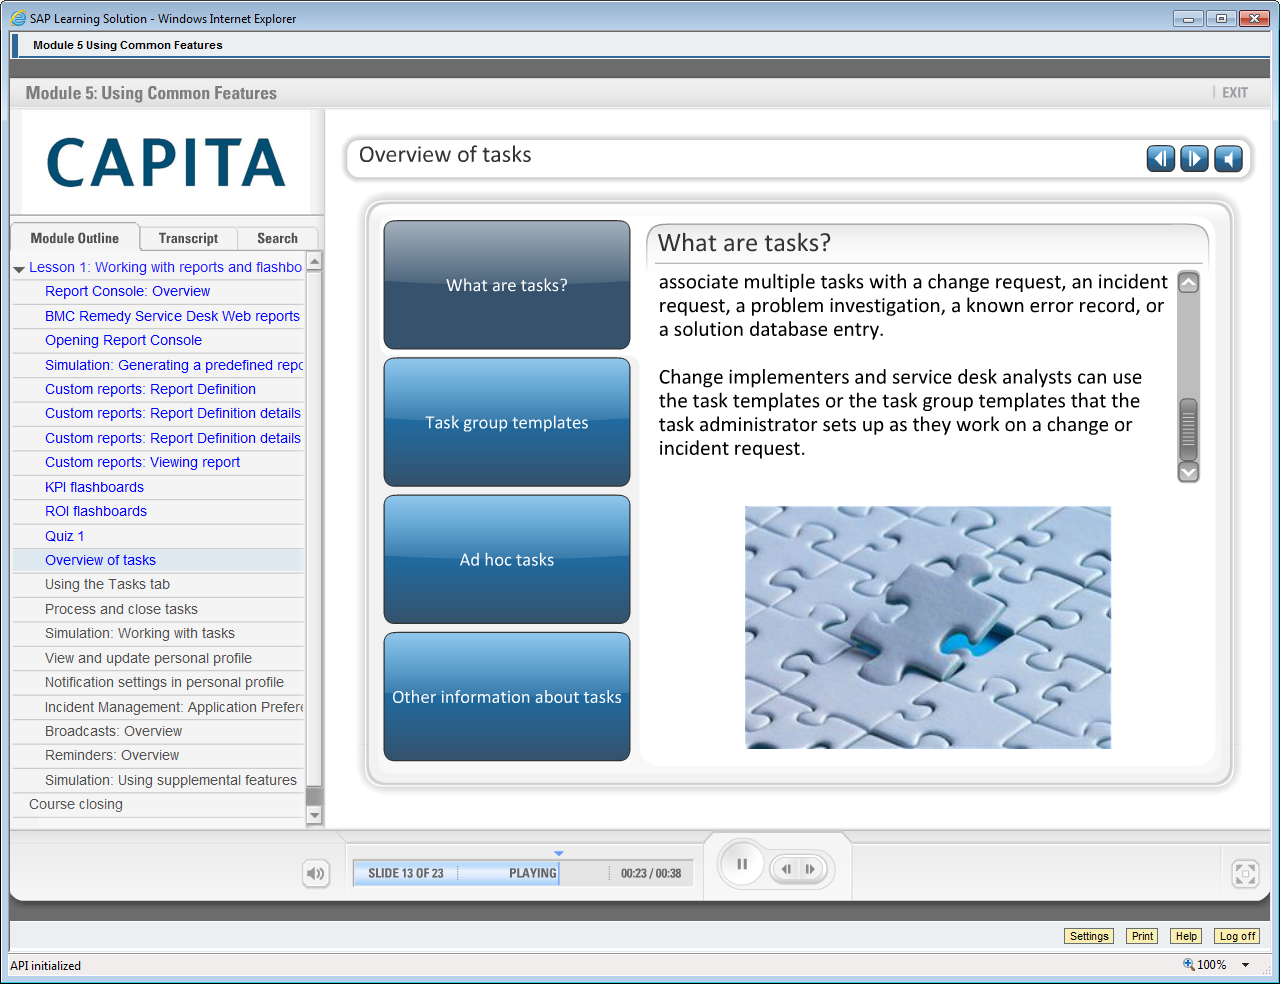 SAP Learning Solution - Windows Internet Explorer
Module 5 Using Common Features
Module 5: Using Common Features
EXIT
CAPITA
Module Outline
Transcript
Search
Lesson 1: Working with reports and flashbo
Report Console: Overview
BMC Remedy Service Desk Web reports
Opening Report Console
Simulation: Generating a predefined repo
Custom reports: Report Definition
Custom reports: Report Definition details
Custom reports: Report Definition details
Custom reports: Viewing report
KPI flashboards
ROI flashboards
Quiz 1
Overview of tasks
Using the Tasks tab
Process and close tasks
Simulation: Working with tasks
View and update personal profile
Notification settings in personal profile
Incident Management: Application Prefere
Broadcasts: Overview
Reminders: Overview
Simulation: Using supplemental features
Course closing
Overview of tasks
What are tasks?
Task group templates
Ad hoc tasks
Other information about tasks
What are tasks?
associate multiple tasks with a change request, an incident
request, a problem investigation, a known error record, or
a solution database entry.
Change implementers and service desk analysts can use
the task templates or the task group templates that the
task administrator sets up as they work on a change or
incident request.
SLIDE 13 OF 23
PLAYING
00:23 / 00:38
Settings
Print
Help
Log off
API initialized
100%